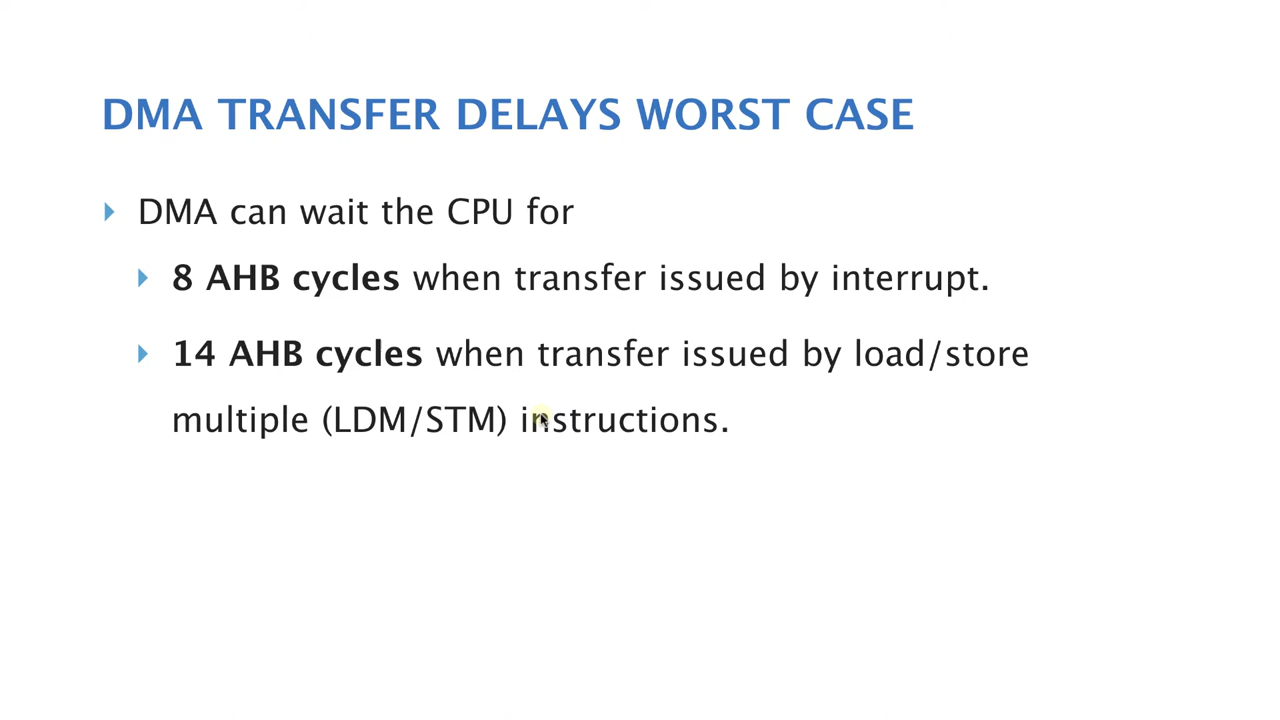 DMA TRANSFER DELAYS WORST CASE
DMA can wait the CPU for
8 AHB cycles when transfer issued by interrupt.
14 AHB cycles when transfer issued by load/store
multiple (LDM/STM) instructions.